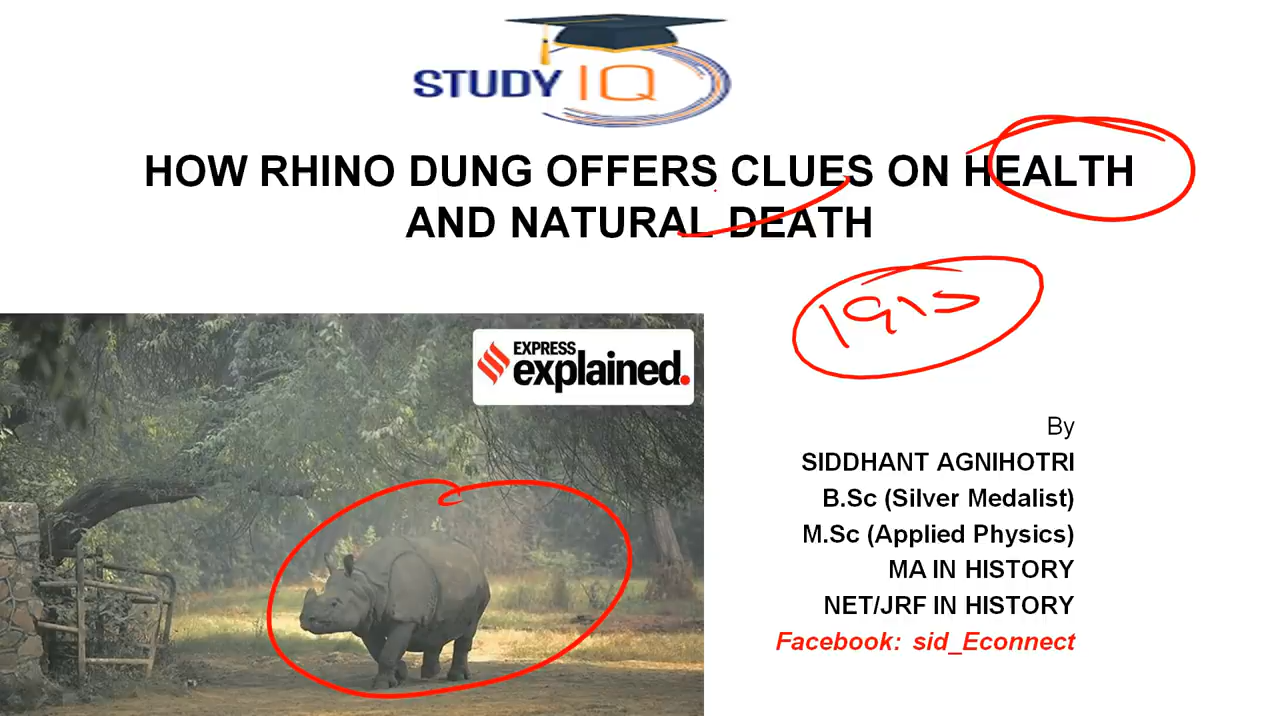 STUDY IQ
HOW RHINO DUNG OFFERS CLUES ON HEALTH
AND NATURAL DEATH
1915
EXPRESS
explained.
By
SIDDHANT AGNIHOTRI
B.Sc (Silver Medalist)
M.Sc (Applied Physics)
MA IN HISTORY
NET/JRF IN HISTORY
Facebook: sid_Econnect